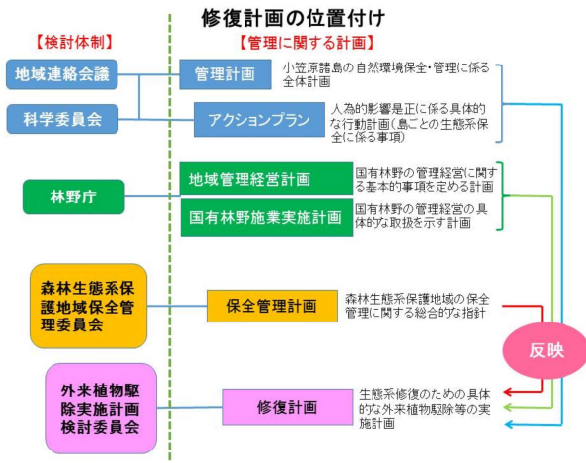 修復計画の位置付け
【検討体制】
【管理に関する計画】
地域連絡会議
管理計画
小笠原諸島の自然環境保全・管理に係る
全体計画
科学委員会
アクションプラン
人為的影響是正に係る具体的
な行動計画(島ごとの生態系保
全に係る事項)
林野庁
地域管理経営計画
国有林野の管理経営に関す
る基本的事項を定める計画
国有林野施業実施計画
国有林野の管理経営の具
体的な取扱を示す計画
森林生態系保
護地域保全管
理委員会
保全管理計画
森林生態系保護地域の保全
管理に関する総合的な指針
反映
外来植物駆
除実施計画
検討委員会
修復計画
生態系修復のための具体
的な外来植物駆除等の実
施計画